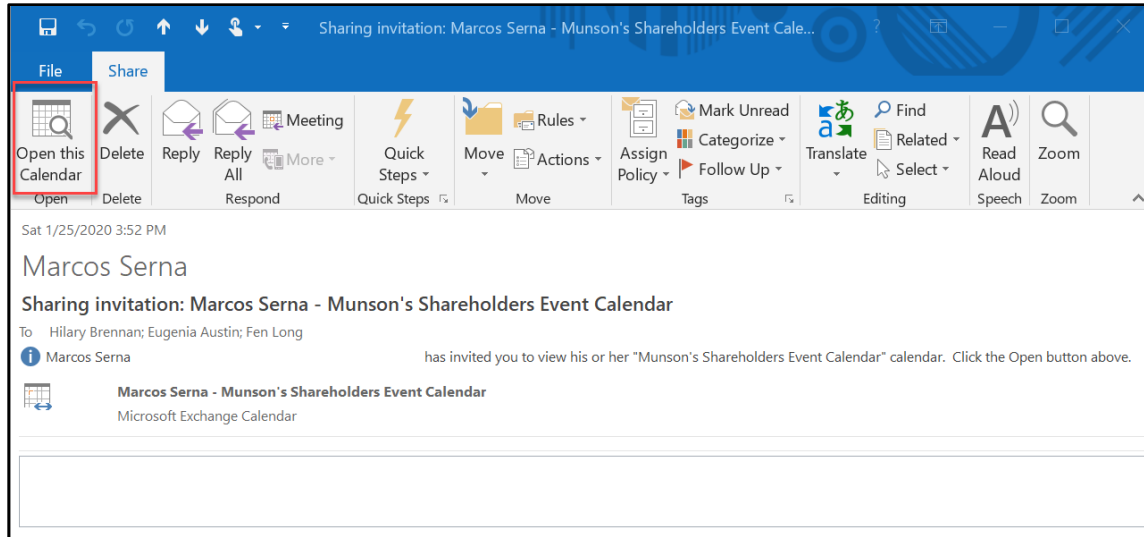 Sharing invitation: Marcos Serna - Munson's Shareholders Event Cale... ?
File Share
Open this Calendar
Delete
Reply
Reply All
Meeting
More
Quick Steps
Move
Rules
Actions
Assign Policy
Mark Unread
Categorize
Follow Up
Translate
Find
Related
Select
Read Aloud
Zoom
Open Delete Respond Quick Steps Move Tags Editing Speech Zoom
Sat 1/25/2020 3:52 PM
Marcos Serna
Sharing invitation: Marcos Serna - Munson's Shareholders Event Calendar
To Hilary Brennan; Eugenia Austin; Fen Long
Marcos Serna has invited you to view his or her "Munson's Shareholders Event Calendar" calendar. Click the Open button above.
Marcos Serna - Munson's Shareholders Event Calendar
Microsoft Exchange Calendar